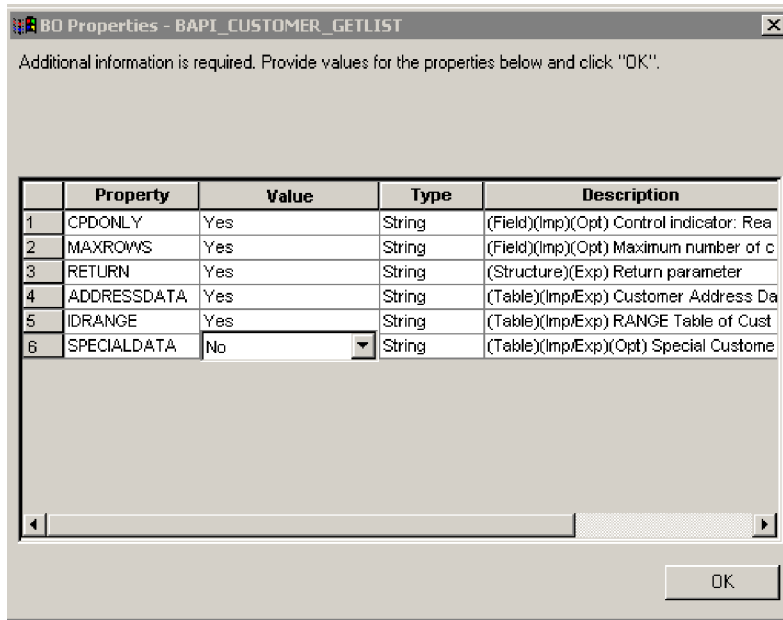 BO Properties - BAPI_CUSTOMER_GETLIST
Additional information is required. Provide values for the properties below and click "OK".
Property Value Type Description
1 CPDONLY Yes String (Field)(Imp)(Opt) Control indicator: Rea
2 MAXROWS Yes String (Field)(Imp)(Opt) Maximum number of c
3 RETURN Yes String (Structure)(Exp) Return parameter
4 ADDRESSDATA Yes String (Table)(Imp/Exp) Customer Address Da
5 IDRANGE Yes String (Table)(Imp/Exp) RANGE Table of Cust
6 SPECIALDATA No String (Table)(Imp/Exp)(Opt) Special Custome
OK